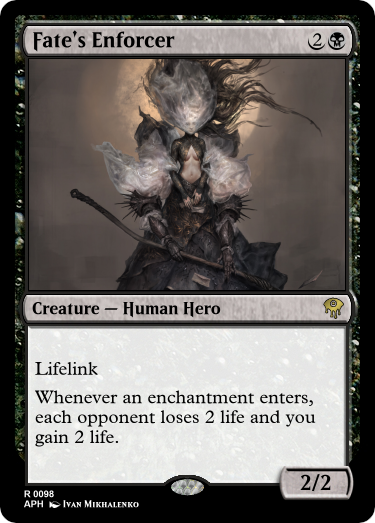 Fate's Enforcer 2
Creature — Human Hero
Lifelink
Whenever an enchantment enters,
each opponent loses 2 life and you
gain 2 life.
2/2
R 0098
APH Ivan Mikhalenko